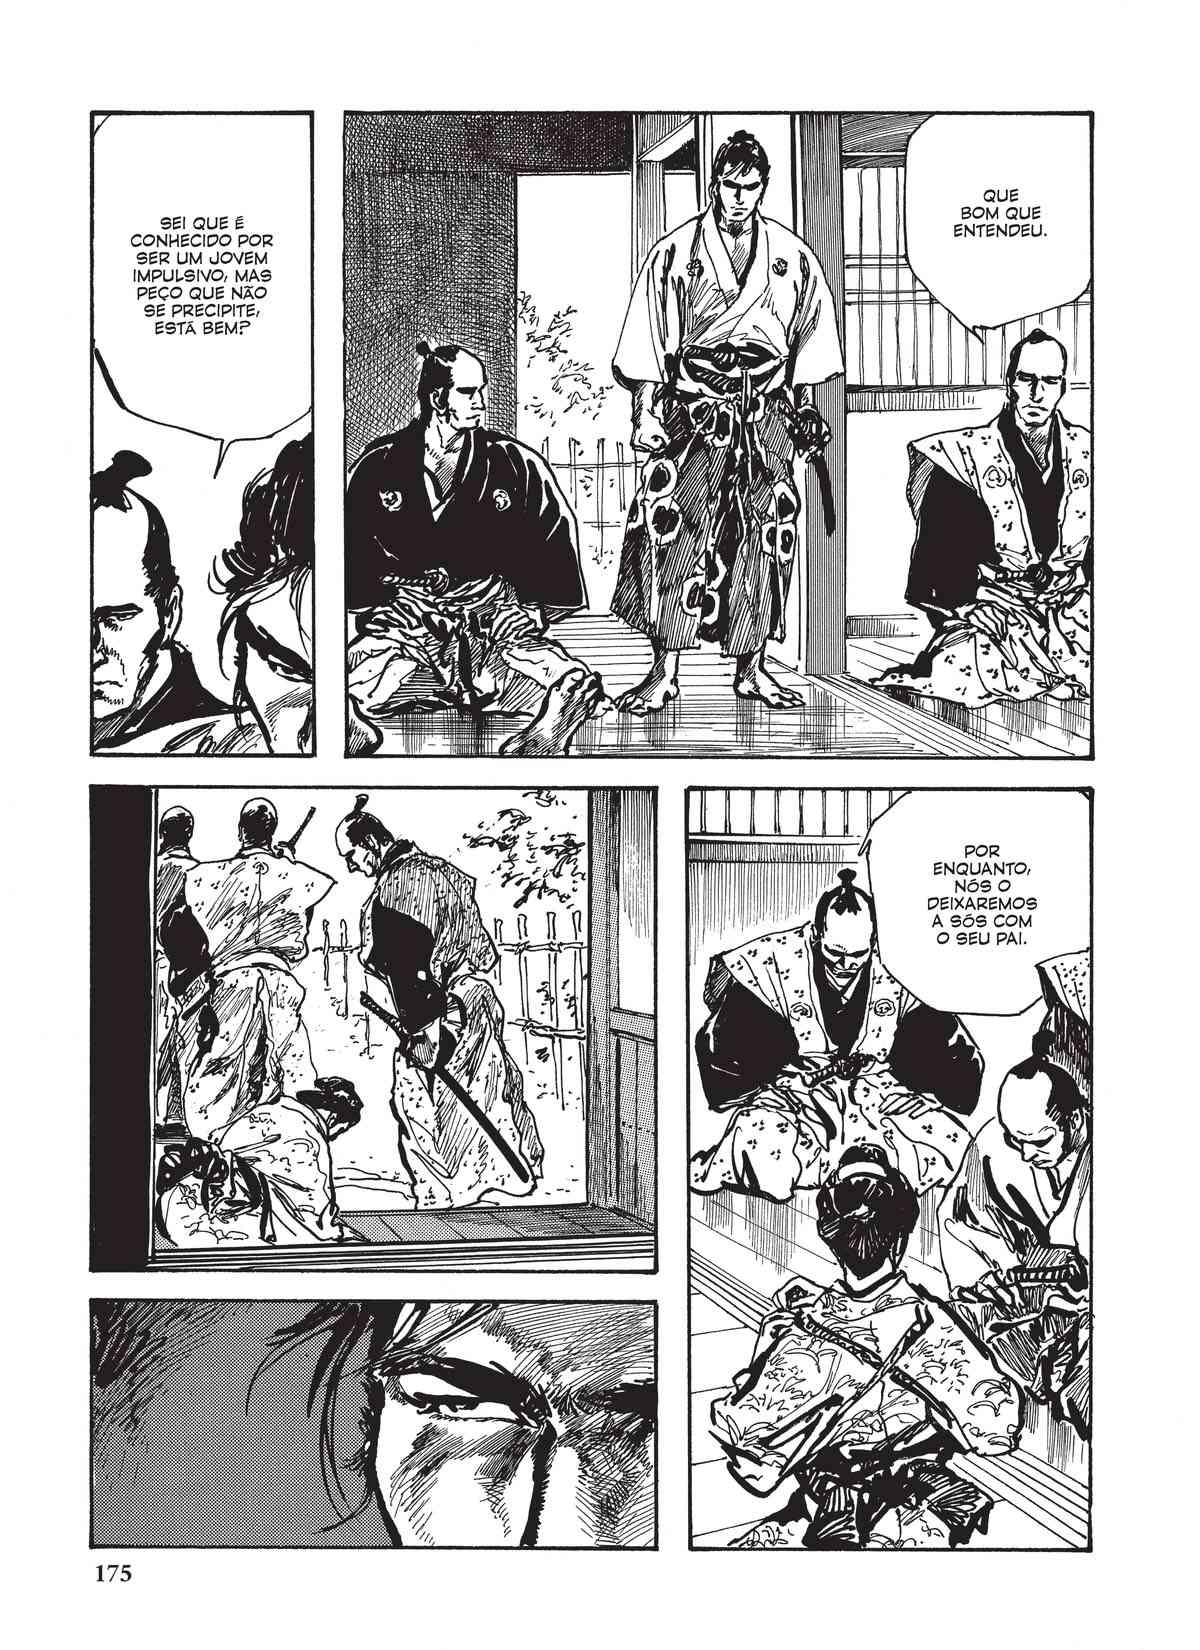 QUE
BOM QUE
ENTENDEU.
SEI QUE É
CONHECIDO POR
SER UM JOVEM
IMPULSIVO, MAS
PEÇO QUE NÃO
SE PRECIPITE,
ESTÁ BEM?
POR
ENQUANTO,
NÓS O
DEIXAREMOS
A SÓS COM
O SEU PAI.
175